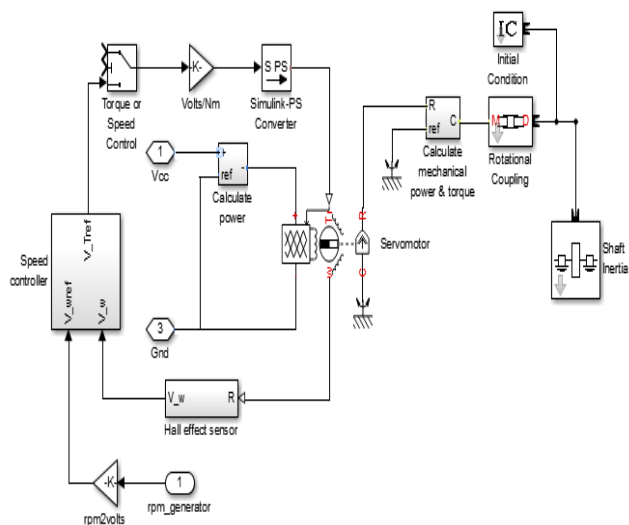 IC
Initial
Condition
-K-
S PS
Torque or
Speed
Control
Volts/Nm
Simulink-PS
Converter
R
ref
C
Calculate
mechanical
power & torque
M
D
Rotational
Coupling
1
Vcc
+
ref
-
Calculate
power
+
Tr
R
Servomotor
C
w
Shaft
Inertia
Speed
controller
V_Tref
V_wref
V_w
3
Gnd
V_w
R
Hall effect sensor
-K-
rpm2volts
1
rpm_generator